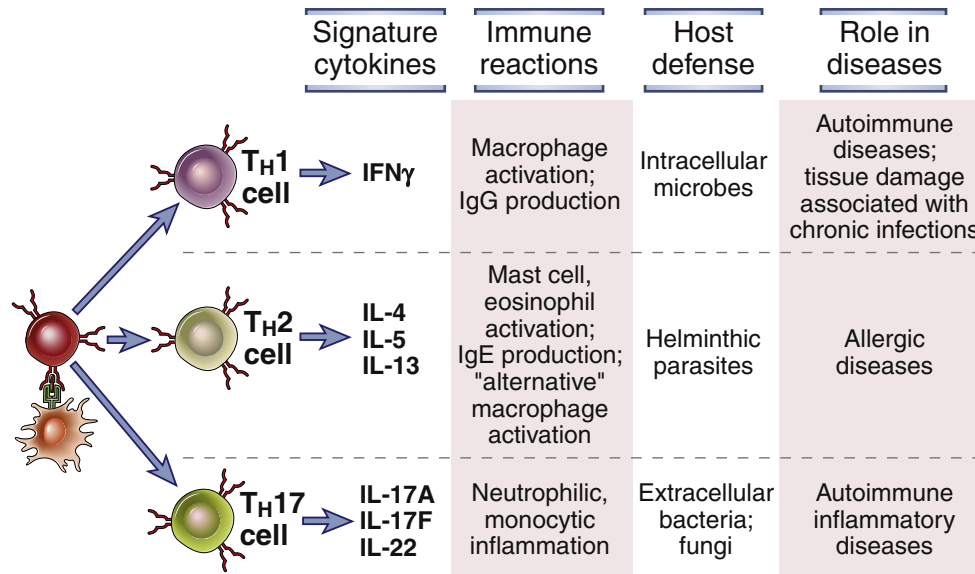 Signature
cytokines
Immune
reactions
Host
defense
Role in
diseases
TH1
cell
IFNγ
Macrophage
activation;
IgG production
Intracellular
microbes
Autoimmune
diseases;
tissue damage
associated with
chronic infections
TH2
cell
IL-4
IL-5
IL-13
Mast cell,
eosinophil
activation;
IgE production;
"alternative"
macrophage
activation
Helminthic
parasites
Allergic
diseases
TH17
cell
IL-17A
IL-17F
IL-22
Neutrophilic,
monocytic
inflammation
Extracellular
bacteria;
fungi
Autoimmune
inflammatory
diseases